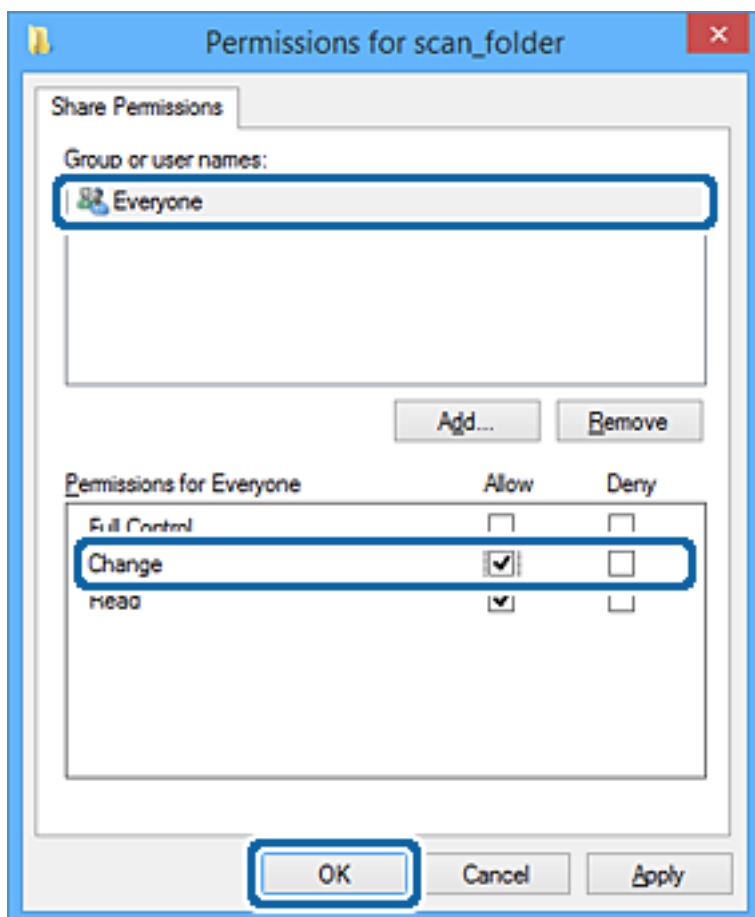 Permissions for scan_folder
Share Permissions
Group or user names:
Everyone
Add... Remove
Permissions for Everyone Allow Deny
Full Control
Change
Read
OK Cancel Apply